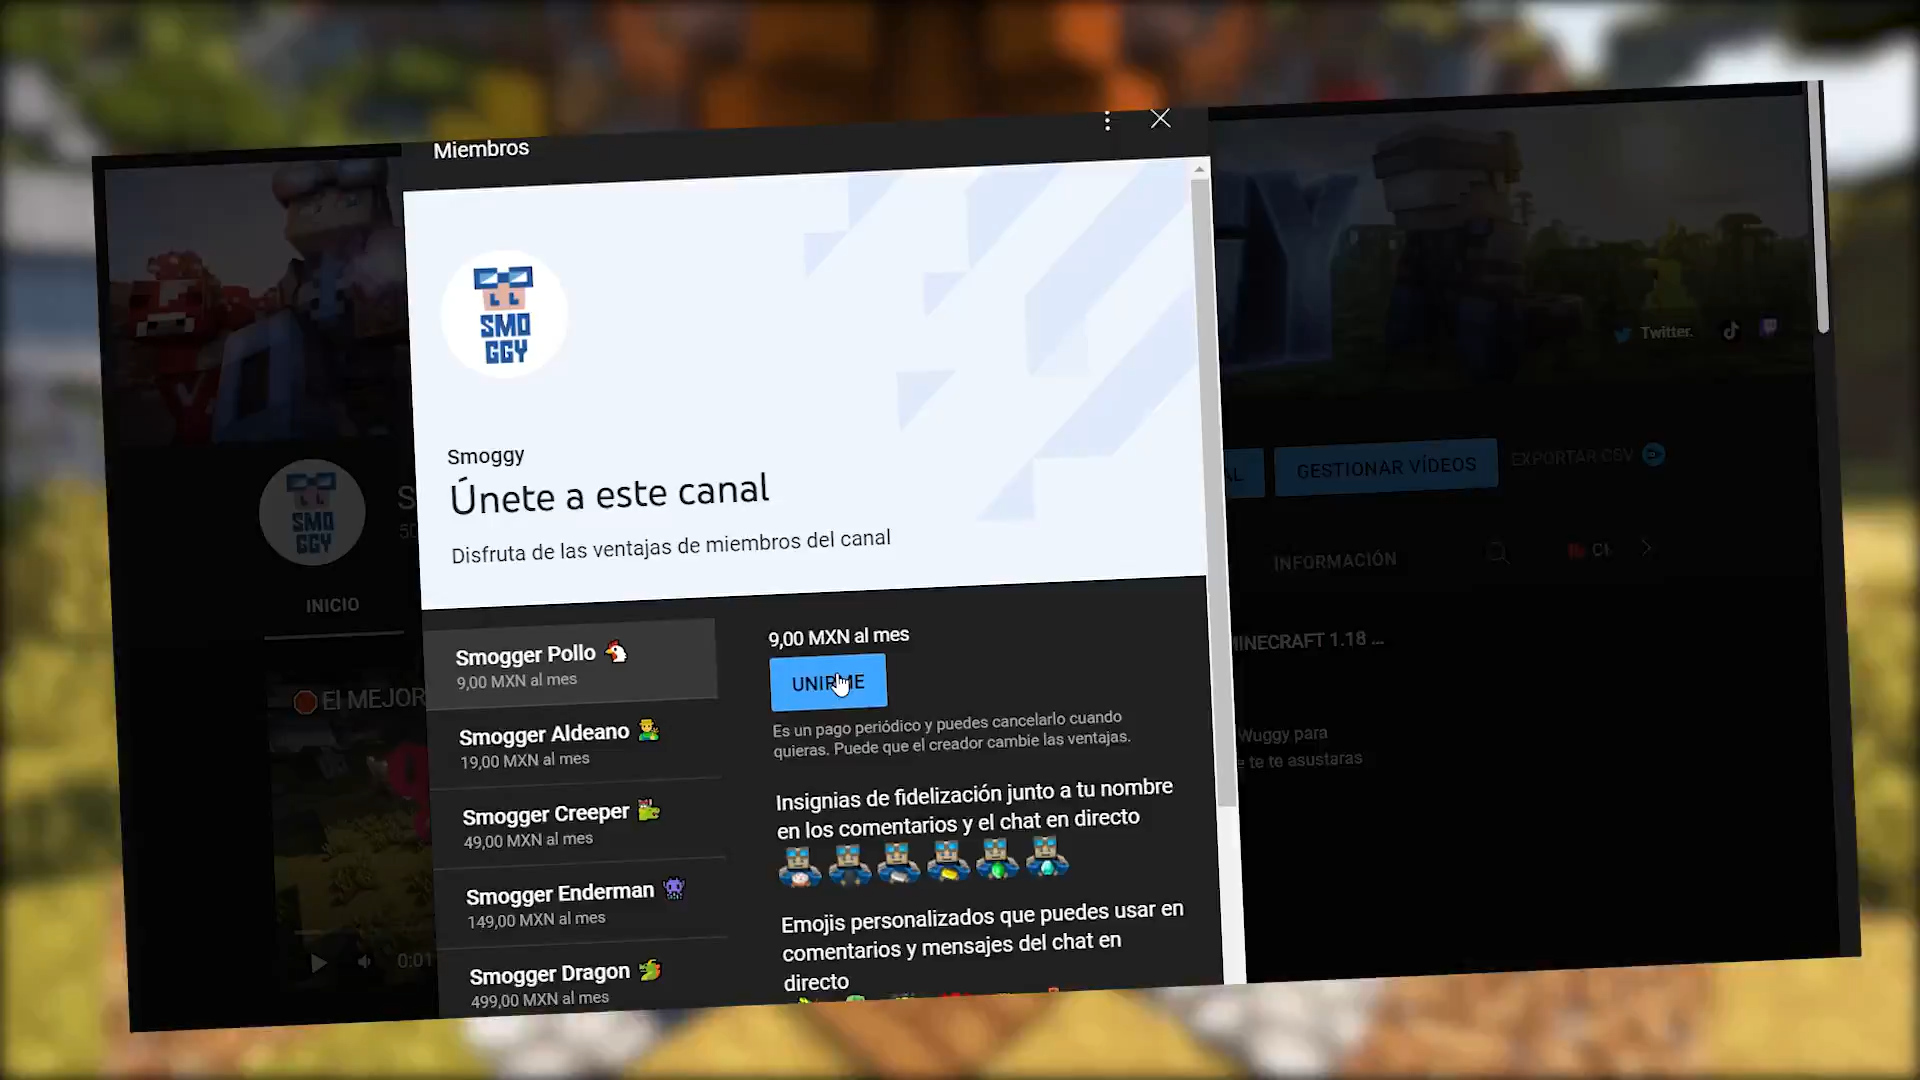 Miembros
SMO
GGY
Smoggy
Únete a este canal
Disfruta de las ventajas de miembros del canal
Smogger Pollo
9,00 MXN al mes
Smogger Aldeano
19,00 MXN al mes
Smogger Creeper
49,00 MXN al mes
Smogger Enderman
149,00 MXN al mes
Smogger Dragon
499,00 MXN al mes
9,00 MXN al mes
UNIRME
Es un pago periódico y puedes cancelarlo cuando
quieras. Puede que el creador cambie las ventajas.
Insignias de fidelización junto a tu nombre
en los comentarios y el chat en directo
Emojis personalizados que puedes usar en
comentarios y mensajes del chat en
directo
SMO
GGY
INICIO
El MEJOR
0:01
Twitter.
GESTIONAR VÍDEOS
EXPORTAR CSV
INFORMACIÓN
MINECRAFT 1.18 ...
Wuggy para
te te asustaras